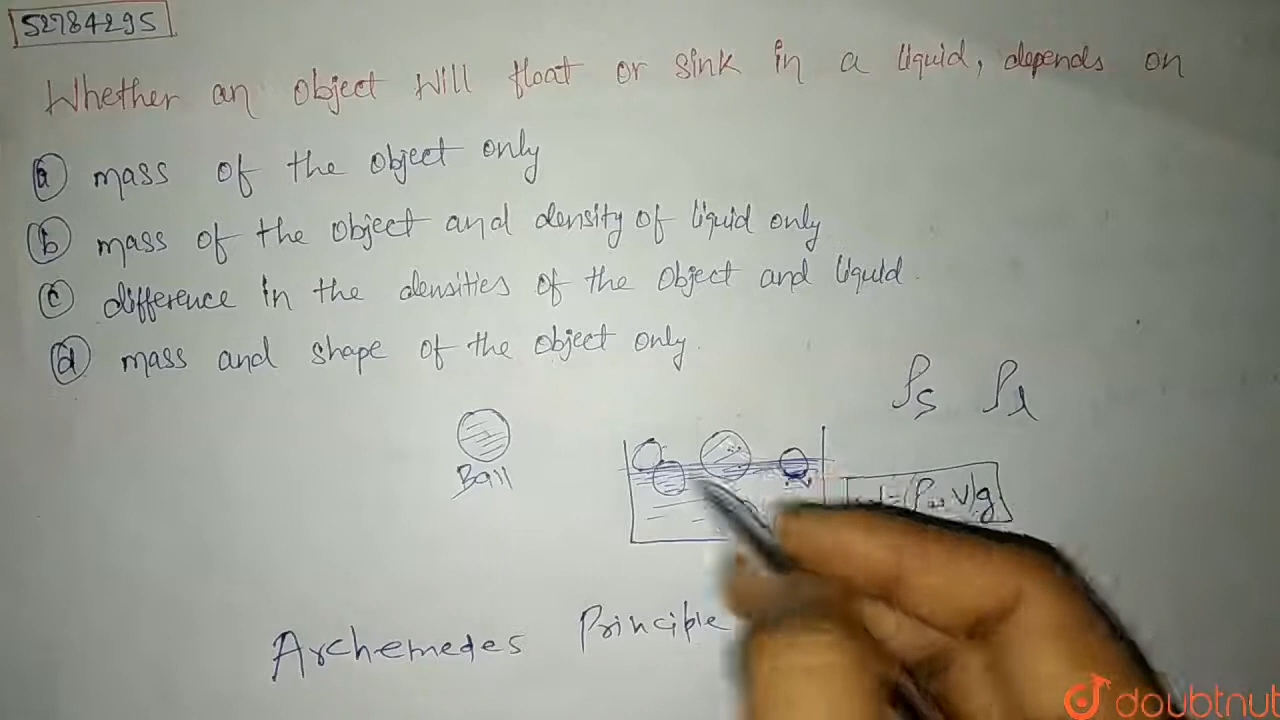 52784295
Whether an object will float or sink in a liquid, depends on
(a) mass of the object only
(b) mass of the object and density of liquid only
(c) difference in the densities of the object and liquid.
(d) mass and shape of the object only.
ρs ρl
Ball
V)g
Archemedes Principle
doubtnut